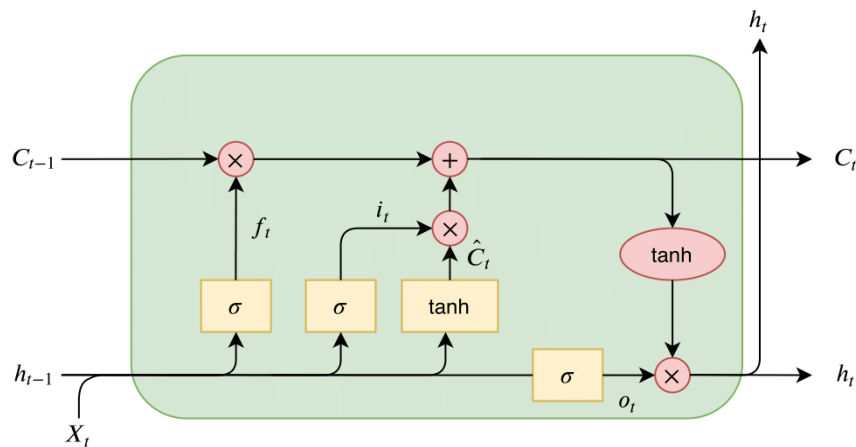 h_t
C_{t-1} × + C_t
i_t ×
f_t Ĉ_t tanh
σ σ tanh
h_{t-1} σ × h_t
o_t
X_t